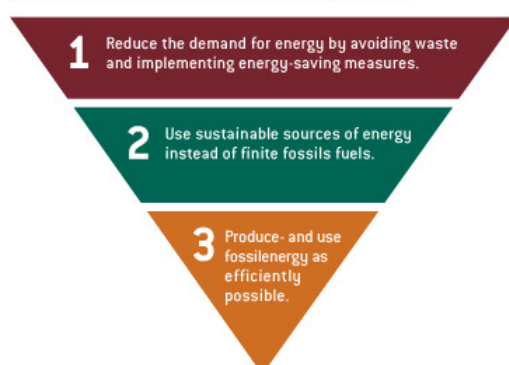 1 Reduce the demand for energy by avoiding waste
and implementing energy-saving measures.
2 Use sustainable sources of energy
instead of finite fossils fuels.
3 Produce- and use
fossilenergy as
efficiently
possible.